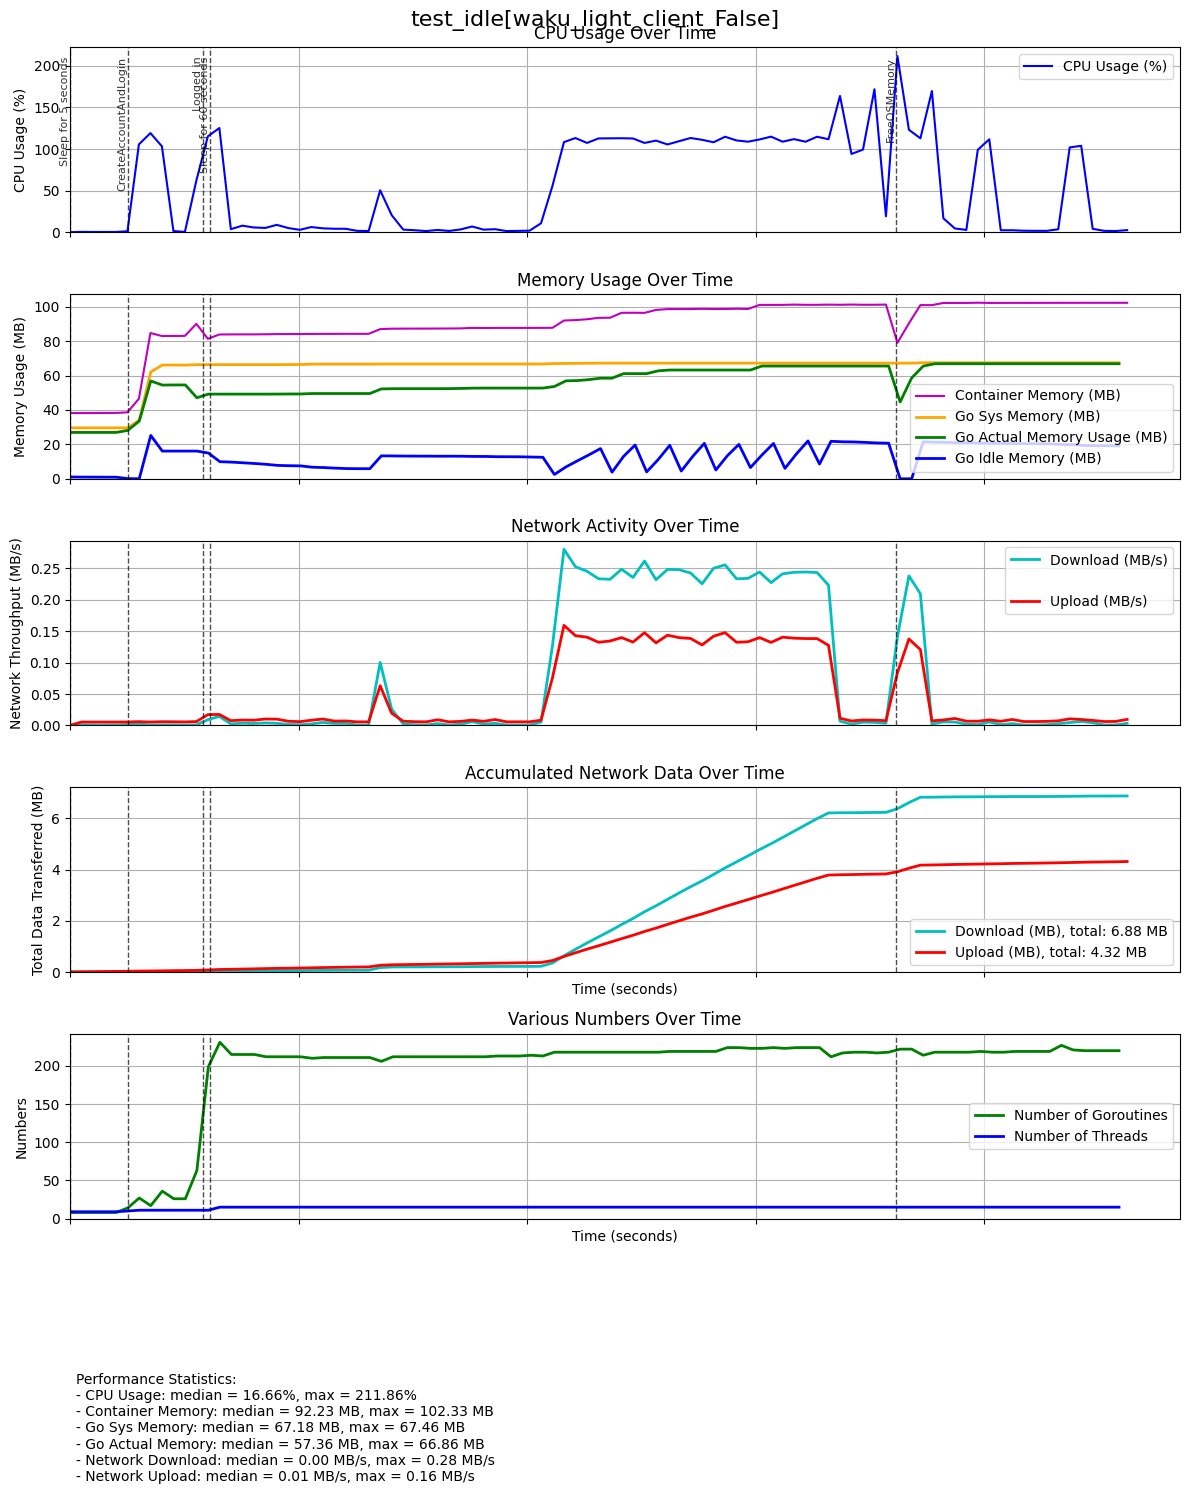 test_idle[waku_light_client_False]
CPU Usage Over Time
CPU Usage (%)
200
150
100
50
0
Sleep for 5 seconds
CreateAccountAndLogin
Logged in
Sleep for 60 seconds
FreeOSMemory
CPU Usage (%)
Memory Usage Over Time
Memory Usage (MB)
100
80
60
40
20
0
Container Memory (MB)
Go Sys Memory (MB)
Go Actual Memory Usage (MB)
Go Idle Memory (MB)
Network Activity Over Time
Network Throughput (MB/s)
0.25
0.20
0.15
0.10
0.05
0.00
Download (MB/s)
Upload (MB/s)
Accumulated Network Data Over Time
Total Data Transferred (MB)
6
4
2
0
Download (MB), total: 6.88 MB
Upload (MB), total: 4.32 MB
Time (seconds)
Various Numbers Over Time
Numbers
200
150
100
50
0
Number of Goroutines
Number of Threads
Time (seconds)
Performance Statistics:
- CPU Usage: median = 16.66%, max = 211.86%
- Container Memory: median = 92.23 MB, max = 102.33 MB
- Go Sys Memory: median = 67.18 MB, max = 67.46 MB
- Go Actual Memory: median = 57.36 MB, max = 66.86 MB
- Network Download: median = 0.00 MB/s, max = 0.28 MB/s
- Network Upload: median = 0.01 MB/s, max = 0.16 MB/s